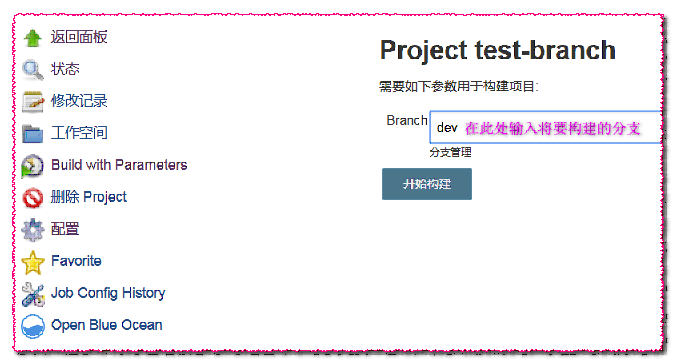 返回面板
状态
修改记录
工作空间
Build with Parameters
删除 Project
配置
Favorite
Job Config History
Open Blue Ocean
Project test-branch
需要如下参数用于构建项目:
Branch
dev 在此处输入将要构建的分支
分支管理
开始构建